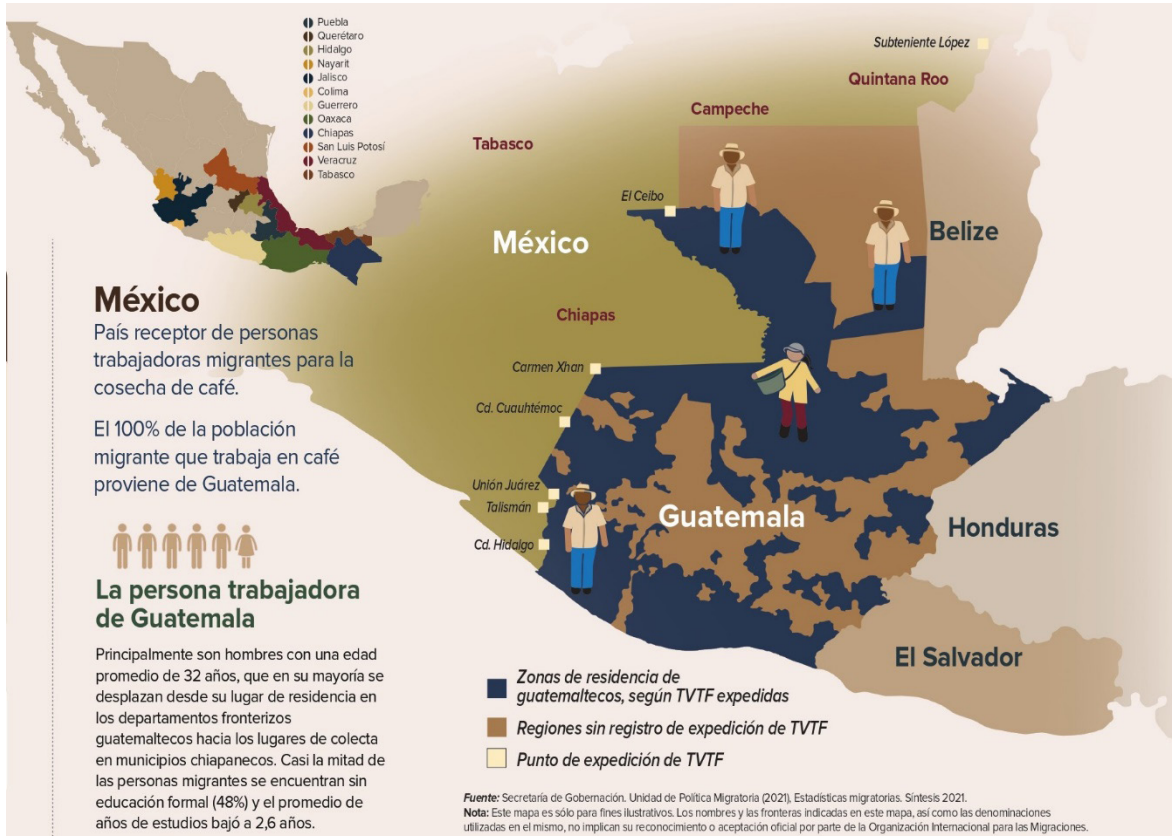 Puebla
Querétaro
Hidalgo
Nayarit
Jalisco
Colima
Guerrero
Oaxaca
Chiapas
San Luis Potosí
Veracruz
Tabasco
Subteniente López
Quintana Roo
Campeche
Tabasco
El Ceibo
México
Belize
Chiapas
Carmen Xhan
Cd. Cuauhtémoc
Unión Juárez
Talismán
Cd. Hidalgo
Guatemala
Honduras
El Salvador
México
País receptor de personas
trabajadoras migrantes para la
cosecha de café.
El 100% de la población
migrante que trabaja en café
proviene de Guatemala.
La persona trabajadora
de Guatemala
Principalmente son hombres con una edad
promedio de 32 años, que en su mayoría se
desplazan desde su lugar de residencia en
los departamentos fronterizos
guatemaltecos hacia los lugares de colecta
en municipios chiapanecos. Casi la mitad de
las personas migrantes se encuentran sin
educación formal (48%) y el promedio de
años de estudios bajó a 2,6 años.
Zonas de residencia de
guatemaltecos, según TVTF expedidas
Regiones sin registro de expedición de TVTF
Punto de expedición de TVTF
Fuente: Secretaría de Gobernación. Unidad de Política Migratoria (2021), Estadísticas migratorias. Síntesis 2021.
Nota: Este mapa es sólo para fines ilustrativos. Los nombres y las fronteras indicadas en este mapa, así como las denominaciones
utilizadas en el mismo, no implican su reconocimiento o aceptación oficial por parte de la Organización Internacional para las Migraciones.